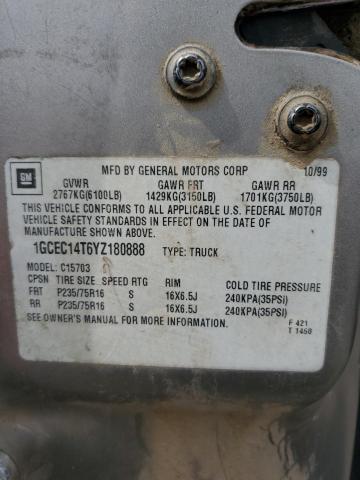 MFD BY GENERAL MOTORS CORP 10/99
GM
GVWR GAWR FRT GAWR RR
2767KG(6100LB) 1429KG(3150LB) 1701KG(3750LB)
THIS VEHICLE CONFORMS TO ALL APPLICABLE U.S. FEDERAL MOTOR
VEHICLE SAFETY STANDARDS IN EFFECT ON THE DATE OF
MANUFACTURE SHOWN ABOVE.
1GCEC14T6YZ180888 TYPE: TRUCK
MODEL: C15703
CPSN TIRE SIZE SPEED RTG RIM COLD TIRE PRESSURE
FRT P235/75R16 S 16X6.5J 240KPA(35PSI)
RR P235/75R16 S 16X6.5J 240KPA(35PSI)
SEE OWNER'S MANUAL FOR MORE INFORMATION.
F 421
T 1458